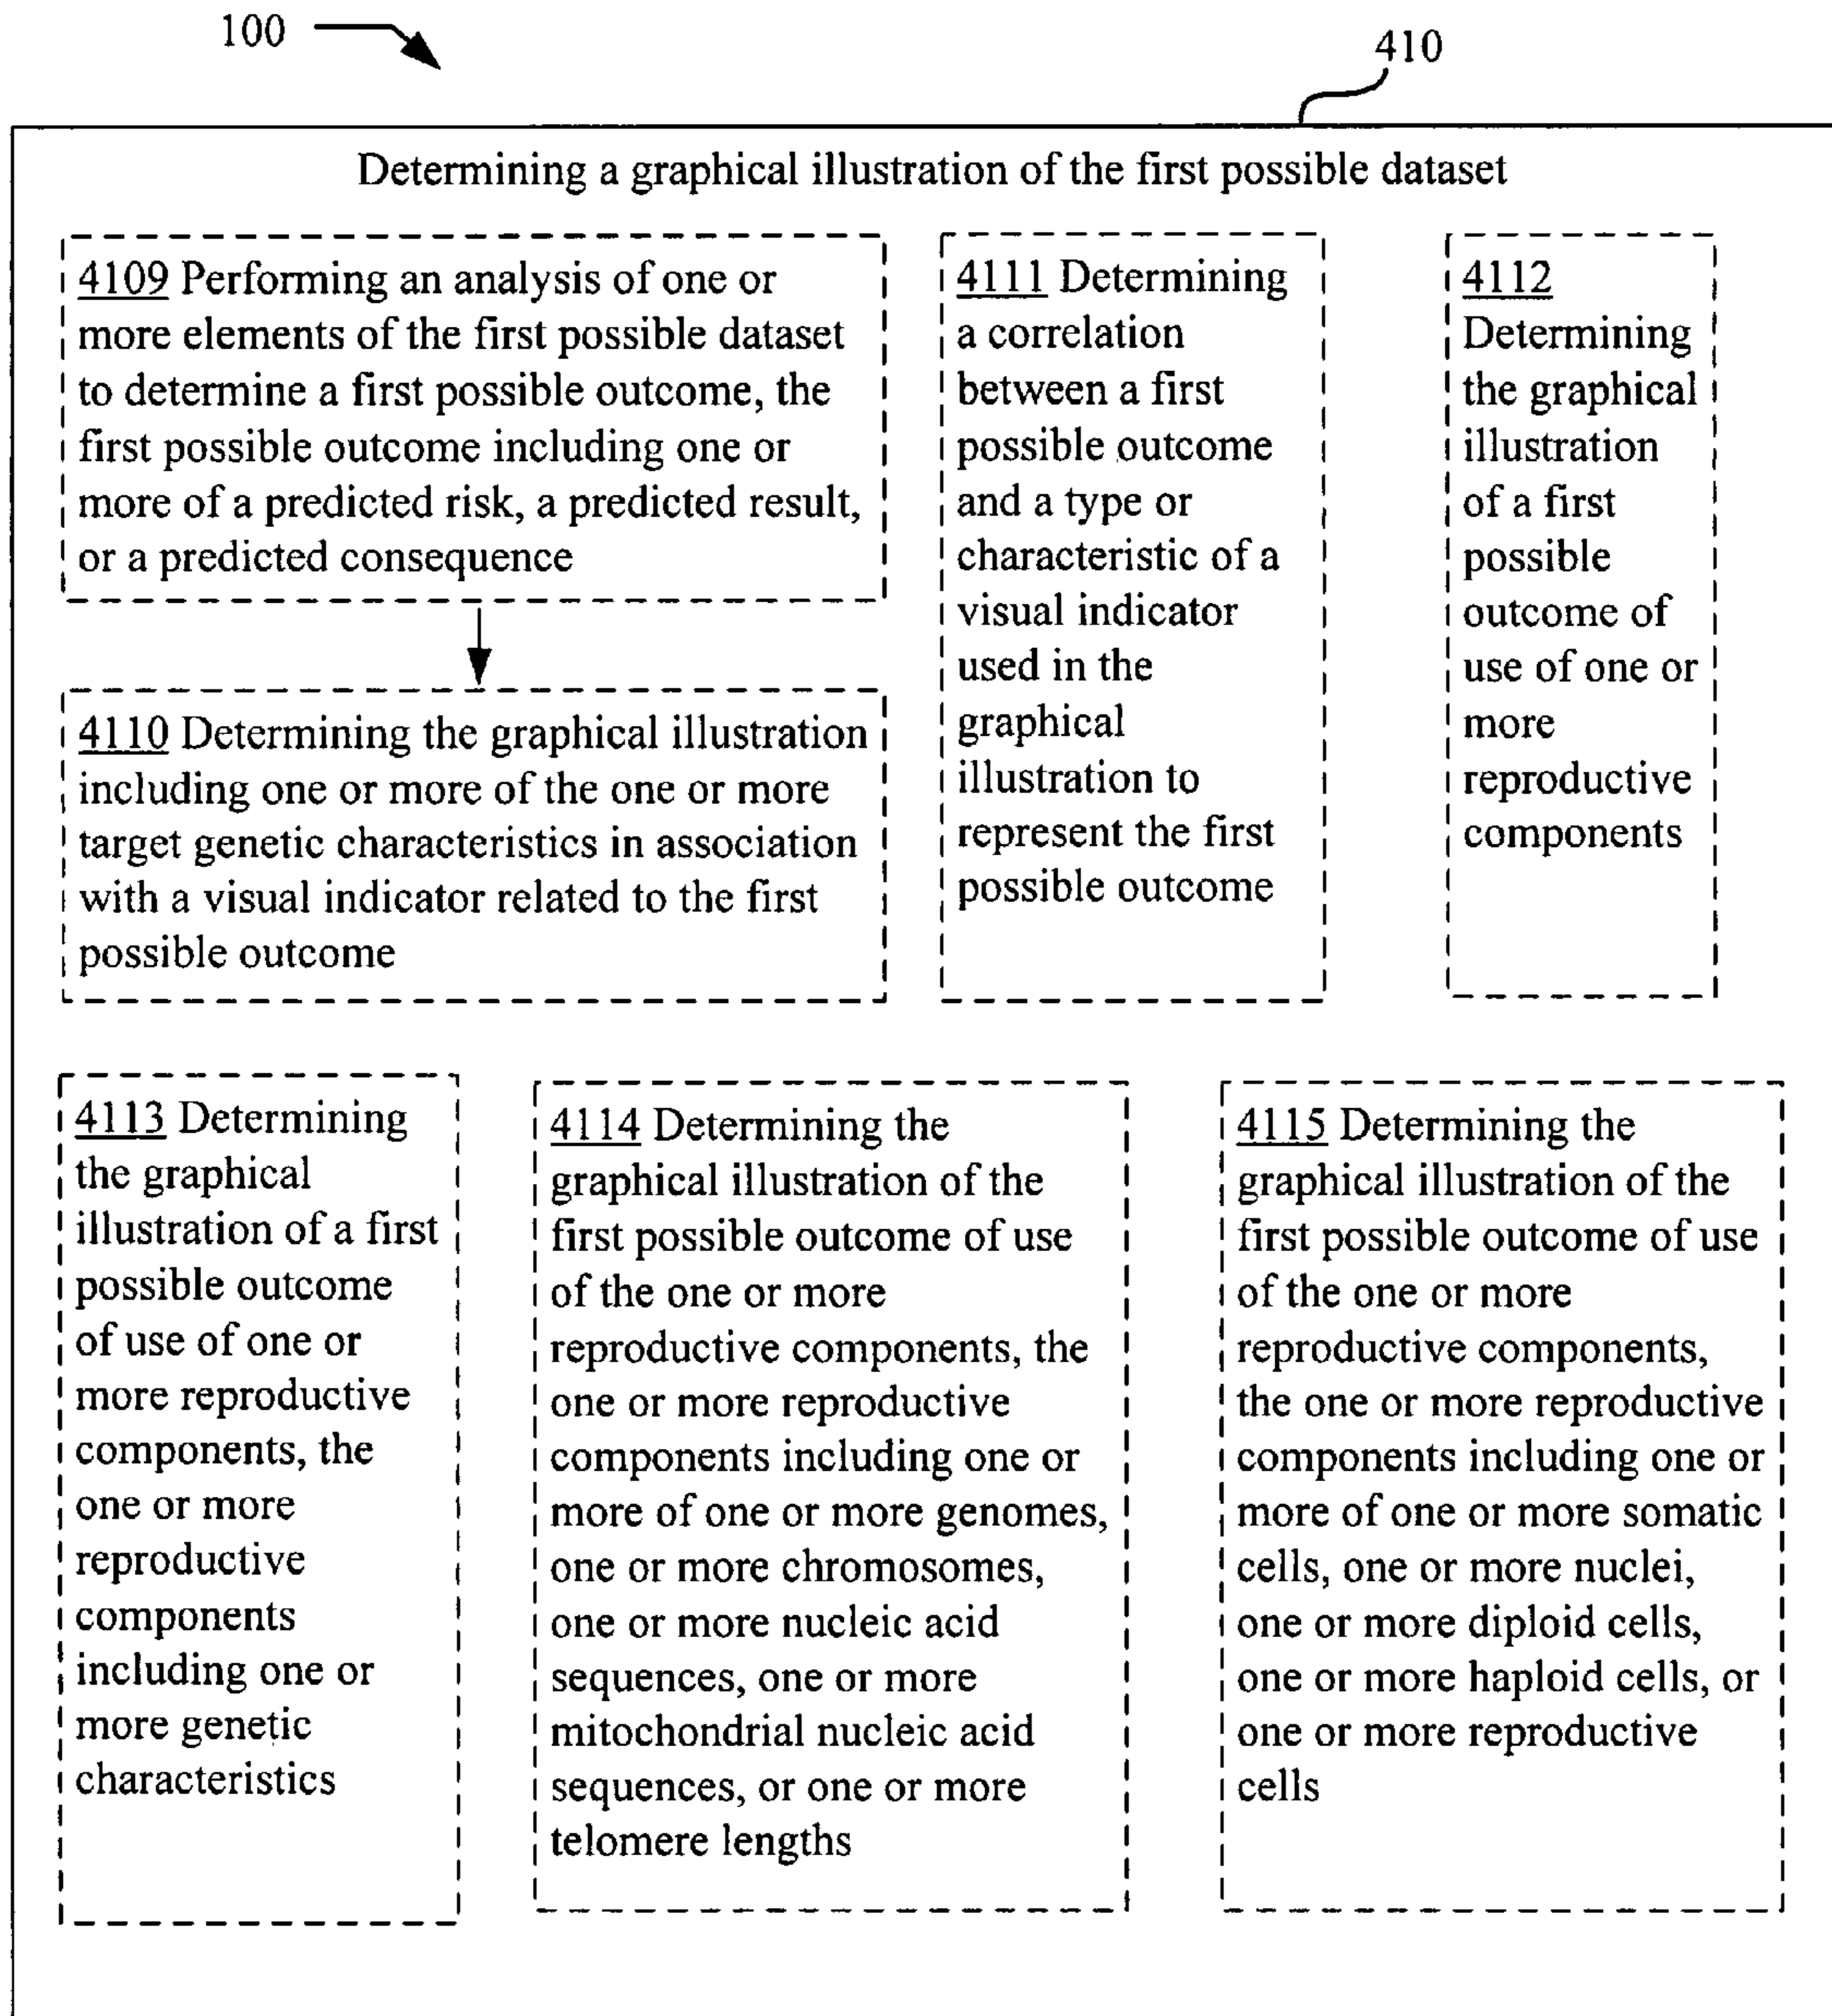 100
410
Determining a graphical illustration of the first possible dataset
4109 Performing an analysis of one or
more elements of the first possible dataset
to determine a first possible outcome, the
first possible outcome including one or
more of a predicted risk, a predicted result,
or a predicted consequence
4110 Determining the graphical illustration
including one or more of the one or more
target genetic characteristics in association
with a visual indicator related to the first
possible outcome
4111 Determining
a correlation
between a first
possible outcome
and a type or
characteristic of a
visual indicator
used in the
graphical
illustration to
represent the first
possible outcome
4112
Determining
the graphical
illustration
of a first
possible
outcome of
use of one or
more
reproductive
components
4113 Determining
the graphical
illustration of a first
possible outcome
of use of one or
more reproductive
components, the
one or more
reproductive
components
including one or
more genetic
characteristics
4114 Determining the
graphical illustration of the
first possible outcome of use
of the one or more
reproductive components, the
one or more reproductive
components including one or
more of one or more genomes,
one or more chromosomes,
one or more nucleic acid
sequences, one or more
mitochondrial nucleic acid
sequences, or one or more
telomere lengths
4115 Determining the
graphical illustration of the
first possible outcome of use
of the one or more
reproductive components,
the one or more reproductive
components including one or
more of one or more somatic
cells, one or more nuclei,
one or more diploid cells,
one or more haploid cells, or
one or more reproductive
cells